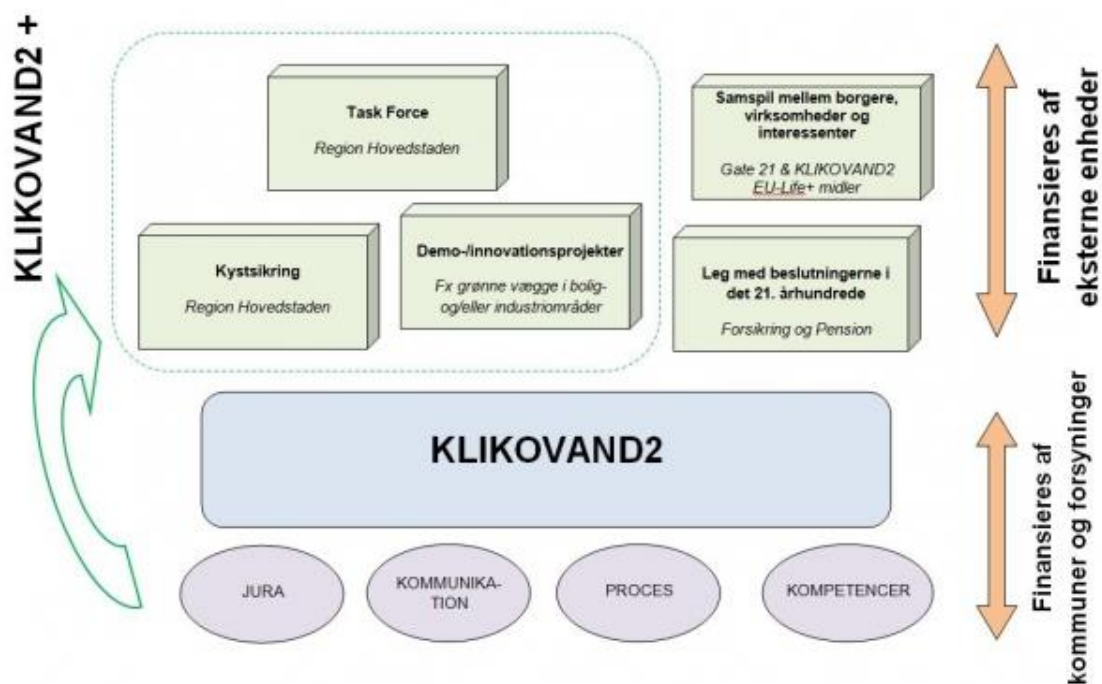 KLIKOVAND2 +
Task Force
Region Hovedstaden
Samspil mellem borgere,
virksomheder og
interessenter
Gate 21 & KLIKOVAND2
EU-Life+ midler
Finansieres af
eksterne enheder
Kystsikring
Region Hovedstaden
Demo-/innovationsprojekter
Fx grønne vægge i bolig-
og/eller industriområder
Leg med beslutningerne i
det 21. århundrede
Forsikring og Pension
KLIKOVAND2
Finansieres af
kommuner og forsyninger
JURA
KOMMUNIKA-
TION
PROCES
KOMPETENCER